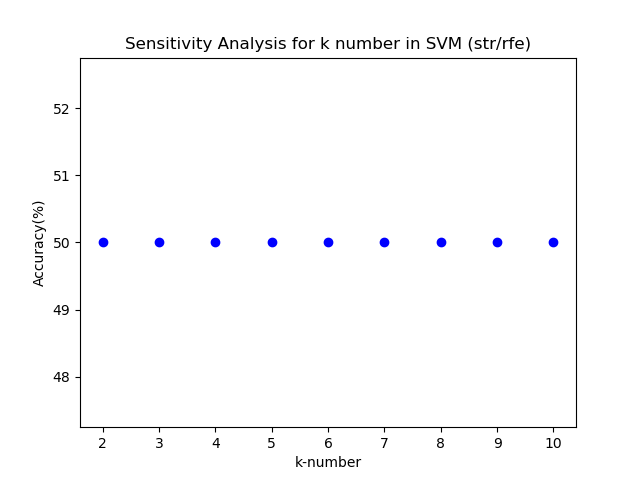 Sensitivity Analysis for k number in SVM (str/rfe)
52
51
50
49
48
Accuracy(%)
2 3 4 5 6 7 8 9 10
k-number